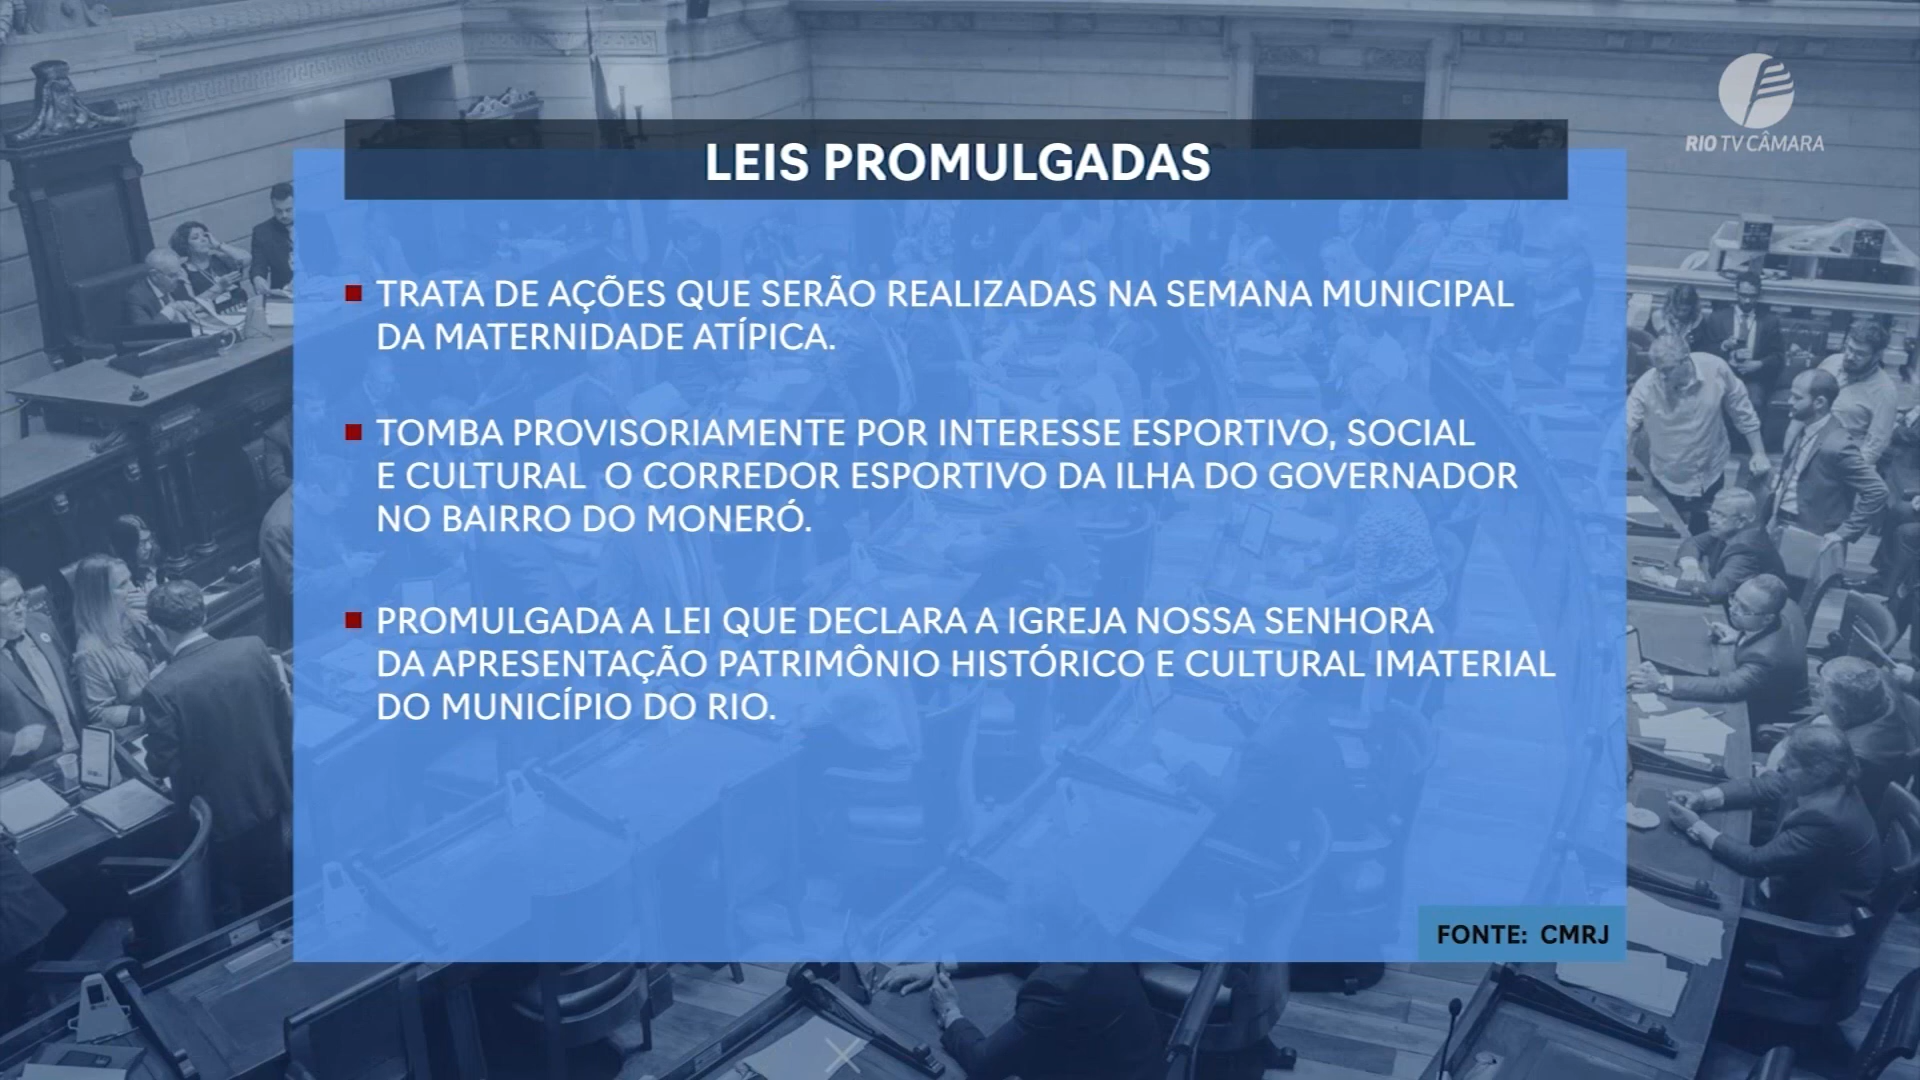 RIO TV CÂMARA
LEIS PROMULGADAS
TRATA DE AÇÕES QUE SERÃO REALIZADAS NA SEMANA MUNICIPAL
DA MATERNIDADE ATÍPICA.
TOMBA PROVISORIAMENTE POR INTERESSE ESPORTIVO, SOCIAL
E CULTURAL O CORREDOR ESPORTIVO DA ILHA DO GOVERNADOR
NO BAIRRO DO MONERÓ.
PROMULGADA A LEI QUE DECLARA A IGREJA NOSSA SENHORA
DA APRESENTAÇÃO PATRIMÔNIO HISTÓRICO E CULTURAL IMATERIAL
DO MUNICÍPIO DO RIO.
FONTE: CMRJ